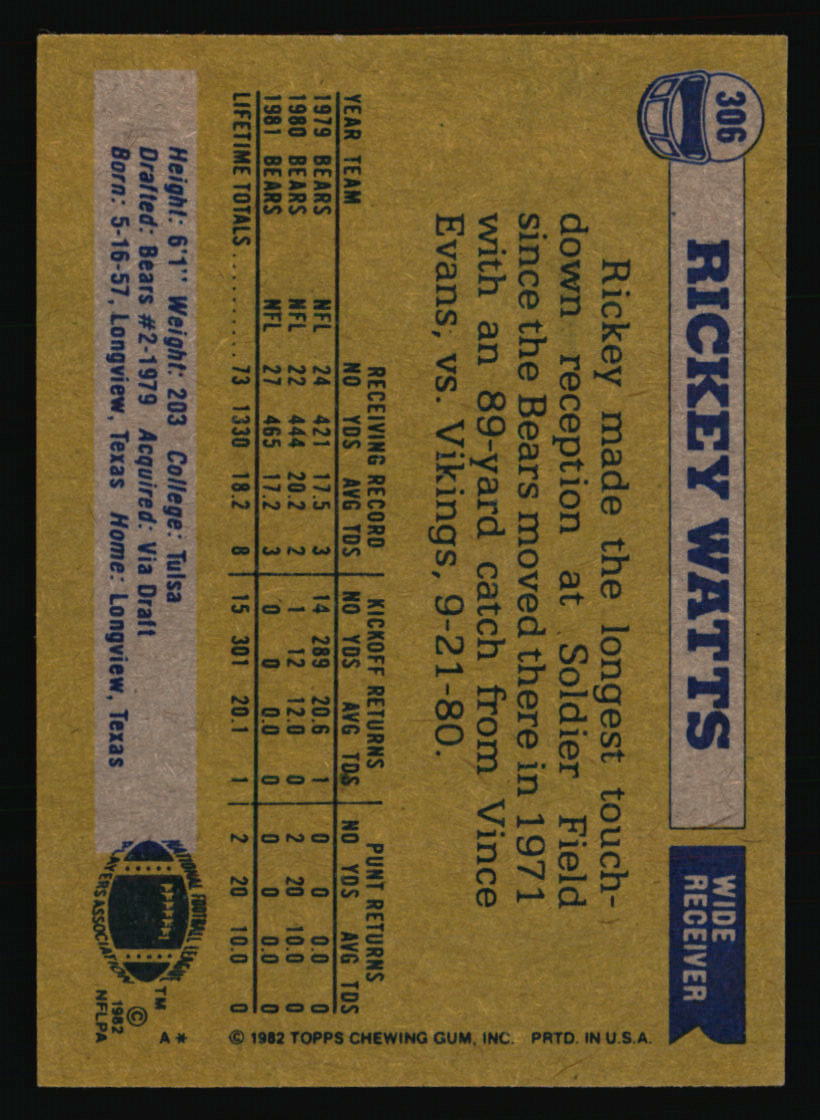 306
RICKEY WATTS
WIDE
RECEIVER
Rickey made the longest touch-
down reception at Soldier Field
since the Bears moved there in 1971
with an 89-yard catch from Vince
Evans, vs. Vikings, 9-21-80.
RECEIVING RECORD KICKOFF RETURNS PUNT RETURNS
YEAR TEAM NO YDS AVG TDS NO YDS AVG TDS NO YDS AVG TDS
1979 BEARS NFL 24 421 17.5 3 14 289 20.6 1 0 0 0.0 0
1980 BEARS NFL 22 444 20.2 2 1 12 12.0 0 2 20 10.0 0
1981 BEARS NFL 27 465 17.2 3 0 0 0.0 0 0 0 0.0 0
LIFETIME TOTALS .......... 73 1330 18.2 8 15 301 20.1 1 2 20 10.0 0
Height: 6'1" Weight: 203 College: Tulsa
Drafted: Bears #2-1979 Acquired: Via Draft
Born: 5-16-57, Longview, Texas Home: Longview, Texas
NATIONAL FOOTBALL LEAGUE
PLAYERS ASSOCIATION
TM
© 1982
NFLPA
A*
© 1982 TOPPS CHEWING GUM, INC. PRTD. IN U.S.A.